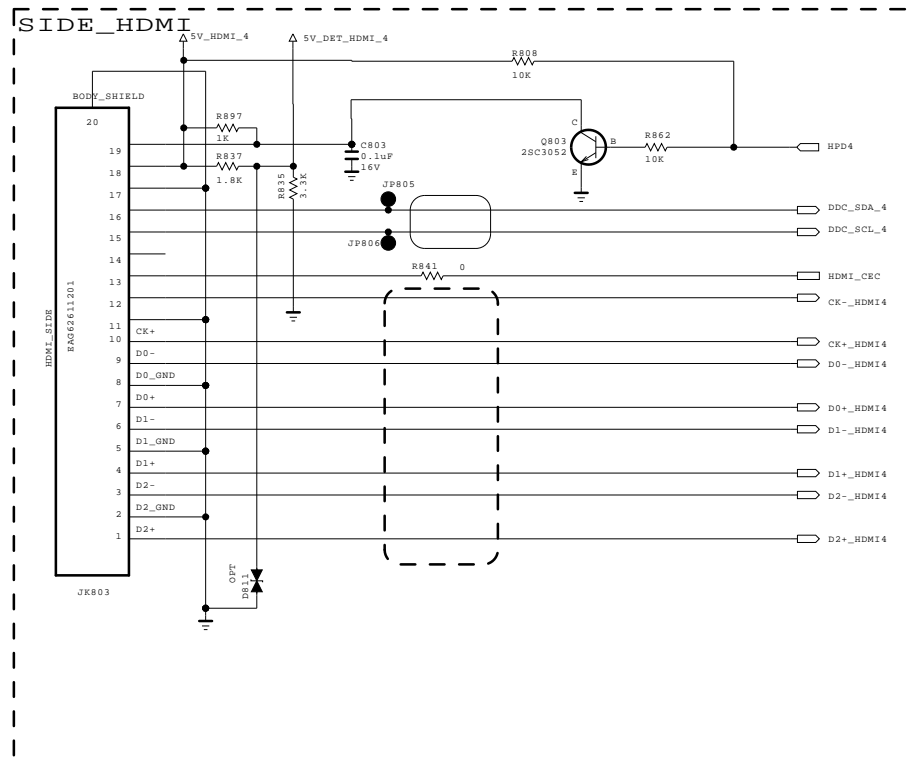 SIDE_HDMI
5V_HDMI_4
5V_DET_HDMI_4
R808
10K
BODY_SHIELD
20
R897
1K
C803
0.1uF
16V
Q803
2SC3052
C
B
E
R862
10K
HPD4
19
R837
1.8K
R835
3.3K
18
17
JP805
16
DDC_SDA_4
15
JP806
DDC_SCL_4
14
R841
0
13
HDMI_CEC
12
CK-_HDMI4
11
CK+
10
CK+_HDMI4
D0-
9
D0-_HDMI4
D0_GND
8
D0+
7
D0+_HDMI4
D1-
6
D1-_HDMI4
D1_GND
5
D1+
4
D1+_HDMI4
D2-
3
D2-_HDMI4
D2_GND
2
D2+
1
D2+_HDMI4
HDMI_SIDE
EAG62611201
OPT
D811
JK803